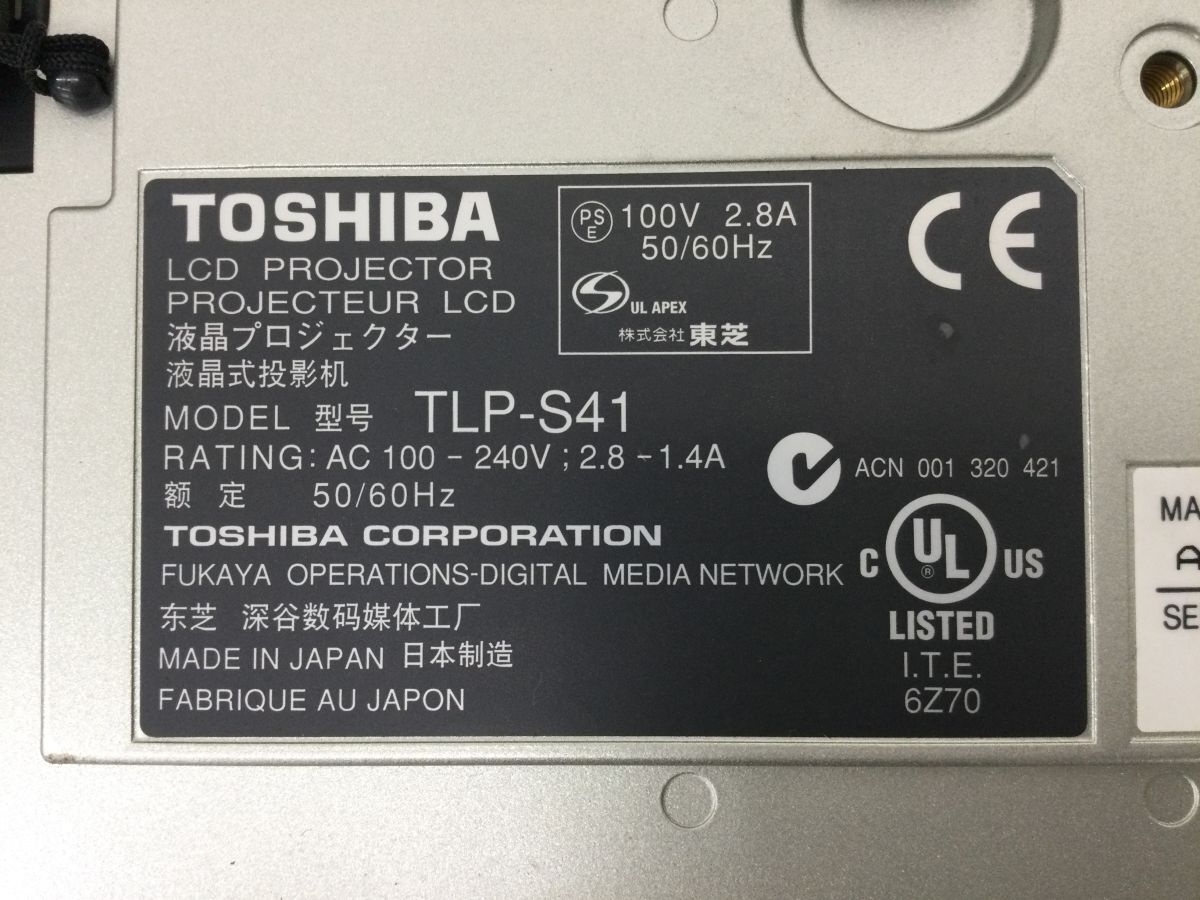 TOSHIBA
LCD PROJECTOR
PROJECTEUR LCD
液晶プロジェクター
液晶式投影机
MODEL 型号 TLP-S41
RATING: AC 100 - 240V ; 2.8 - 1.4A
额 定 50/60Hz
TOSHIBA CORPORATION
FUKAYA OPERATIONS-DIGITAL MEDIA NETWORK
东芝 深谷数码媒体工厂
MADE IN JAPAN 日本制造
FABRIQUE AU JAPON
PS E 100V 2.8A
50/60Hz
S UL APEX
株式会社 東芝
CE
ACN 001 320 421
C UL ® US
LISTED
I.T.E.
6Z70
MA
A
SE